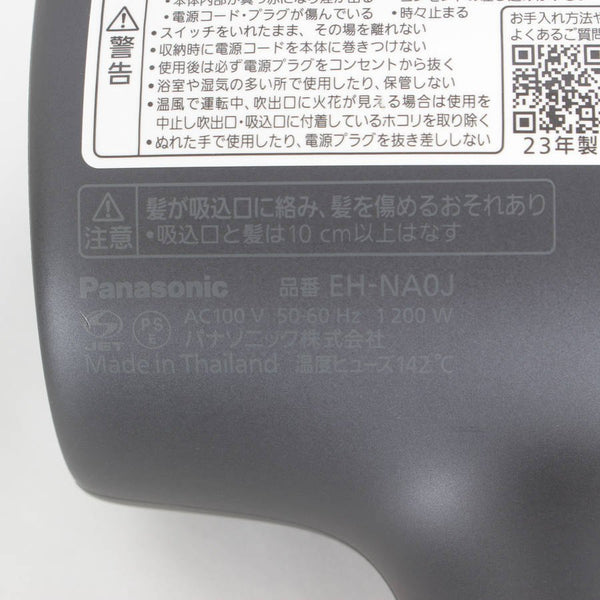 ・電源コード・プラグが傷んでいる ・時々止まる
・スイッチをいれたまま、その場を離れない
・収納時に電源コードを本体に巻きつけない
・使用後は必ず電源プラグをコンセントから抜く
・浴室や湿気の多い所で使用したり、保管しない
・温風で運転中、吹出口に火花が見える場合は使用を
中止し吹出口・吸込口に付着しているホコリを取り除く
・ぬれた手で使用したり、電源プラグを抜き差ししない
警告
お手入れ方法や
よくあるご質問
23年製
注意
髪が吸込口に絡み、髪を傷めるおそれあり
・吸込口と髪は10 cm以上はなす
Panasonic 品番 EH-NA0J
AC100 V 50-60 Hz 1 200 W
JET PSE パナソニック株式会社
Made in Thailand 温度ヒューズ142℃